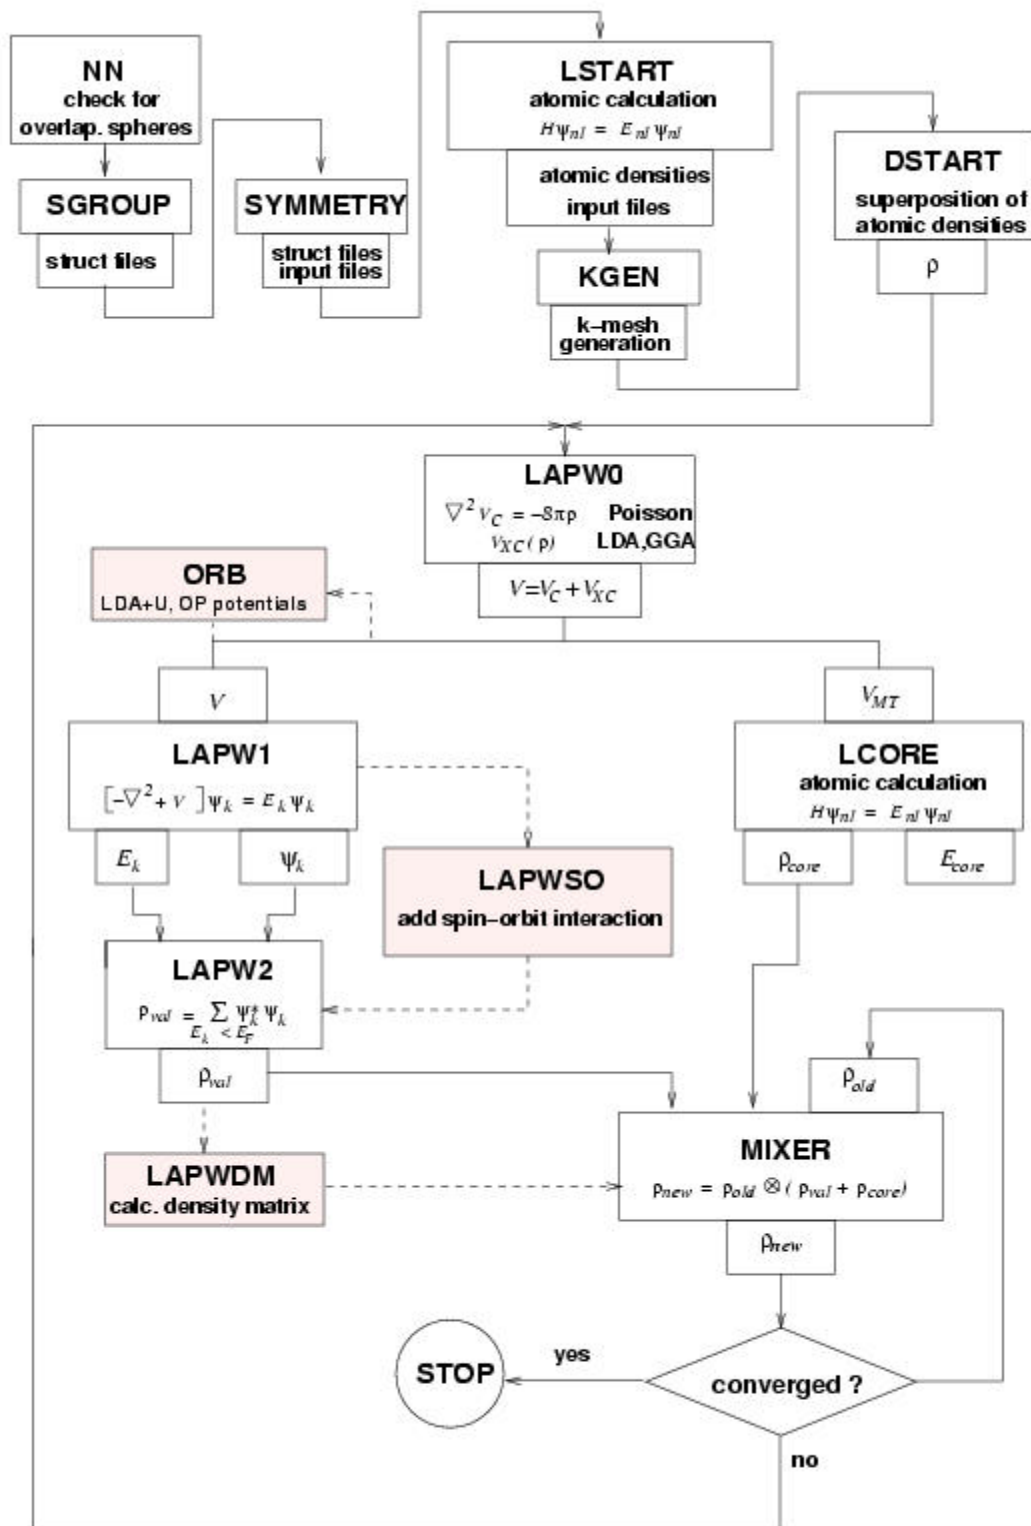 NN
check for
overlap. spheres
SGROUP
struct files
SYMMETRY
struct files
input files
LSTART
atomic calculation
Hψnl = Enl ψnl
atomic densities
input files
KGEN
k-mesh
generation
DSTART
superposition of
atomic densities
ρ
LAPW0
∇²VC = -8πρ Poisson
VXC(ρ) LDA,GGA
V=VC + VXC
ORB
LDA+U, OP potentials
V
LAPW1
[-∇²+ V ]ψk = Ek ψk
Ek
ψk
VMT
LCORE
atomic calculation
Hψnl = Enl ψnl
ρcore
Ecore
LAPWSO
add spin-orbit interaction
LAPW2
ρval = Σ ψk* ψk
Ek < EF
ρval
LAPWDM
calc. density matrix
ρold
MIXER
ρnew = ρold ⊗ (ρval + ρcore)
ρnew
converged ?
yes
STOP
no